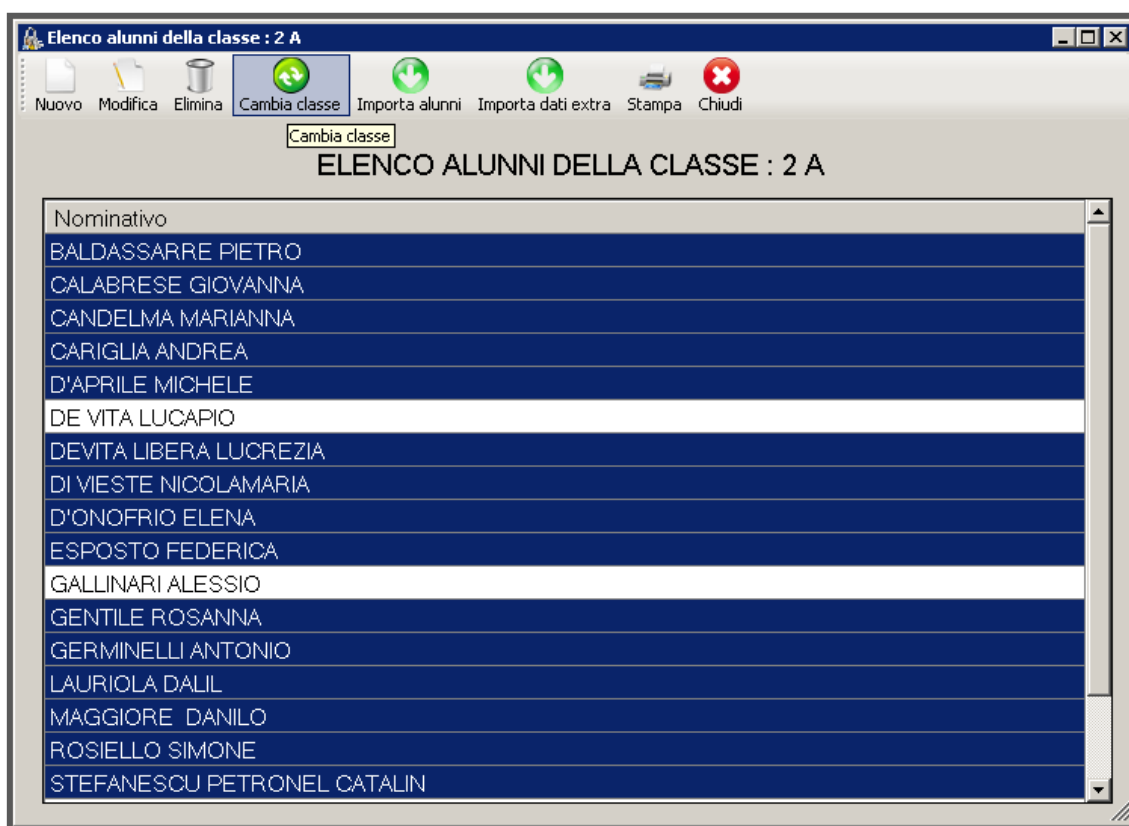 Elenco alunni della classe : 2 A
Nuovo Modifica Elimina Cambia classe Importa alunni Importa dati extra Stampa Chiudi
Cambia classe
ELENCO ALUNNI DELLA CLASSE : 2 A
Nominativo
BALDASSARRE PIETRO
CALABRESE GIOVANNA
CANDELMA MARIANNA
CARIGLIA ANDREA
D'APRILE MICHELE
DE VITA LUCAPIO
DEVITA LIBERA LUCREZIA
DI VIESTE NICOLAMARIA
D'ONOFRIO ELENA
ESPOSTO FEDERICA
GALLINARI ALESSIO
GENTILE ROSANNA
GERMINELLI ANTONIO
LAURIOLA DALIL
MAGGIORE  DANILO
ROSIELLO SIMONE
STEFANESCU PETRONEL CATALIN